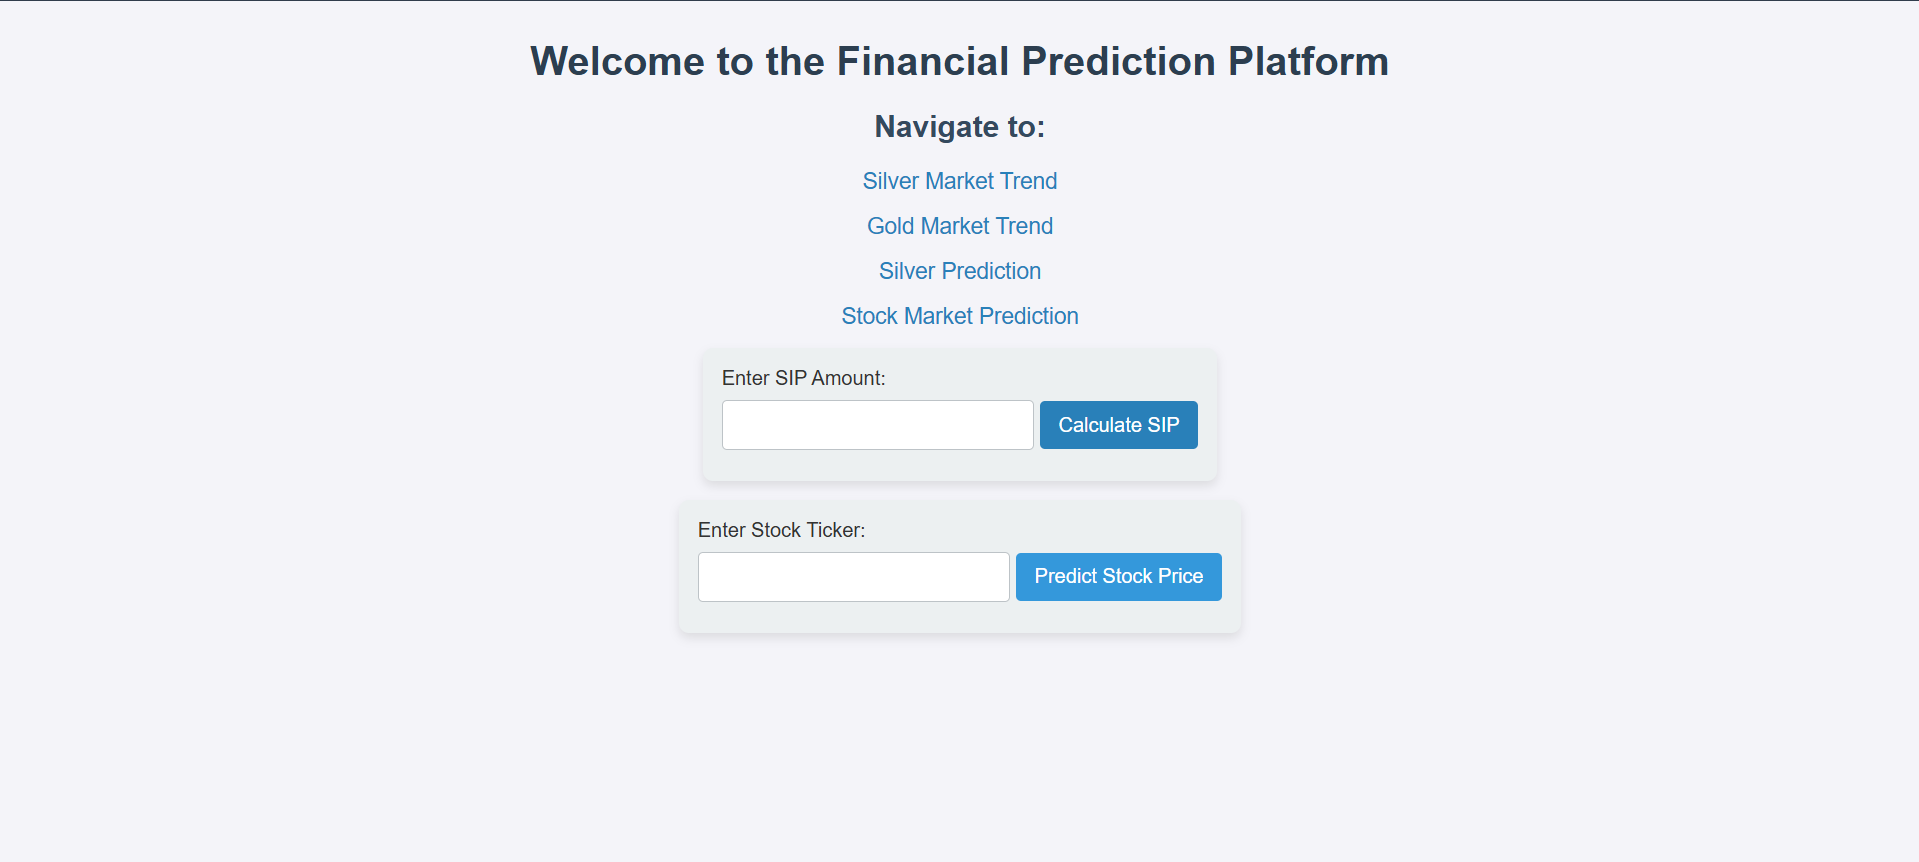 Welcome to the Financial Prediction Platform
Navigate to:
Silver Market Trend
Gold Market Trend
Silver Prediction
Stock Market Prediction
Enter SIP Amount:
Calculate SIP
Enter Stock Ticker:
Predict Stock Price